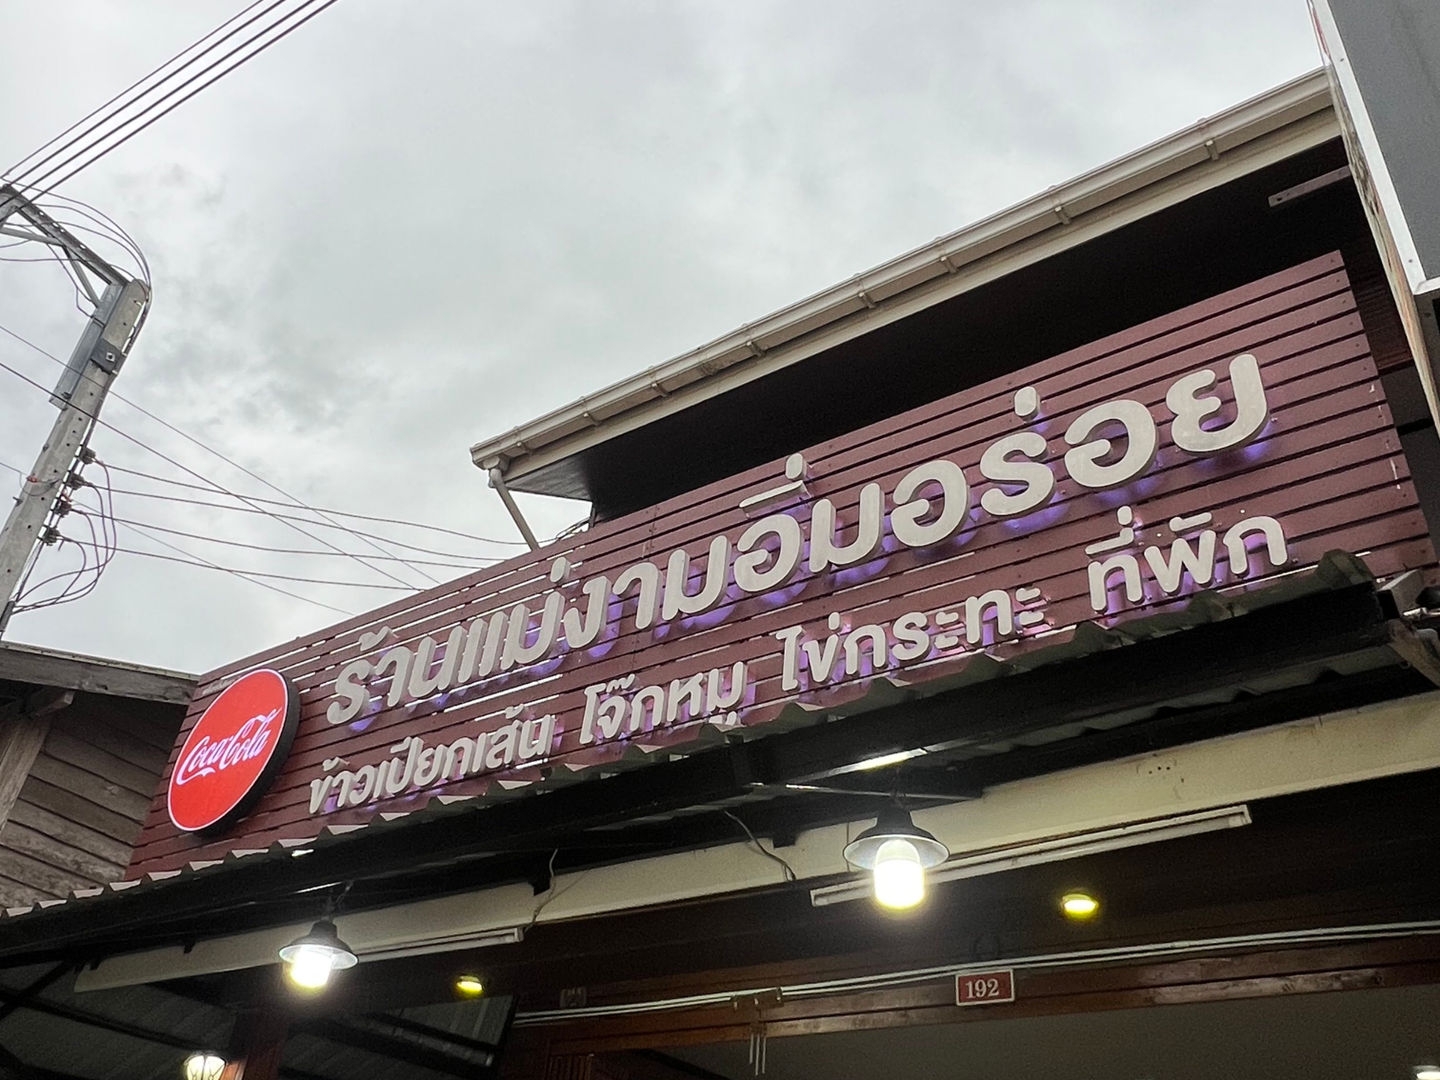 ร้านแม่งามอิ่มอร่อย
Coca-Cola
ข้าวเปียกเส้น โจ๊กหมู ไข่กระทะ ที่พัก
192